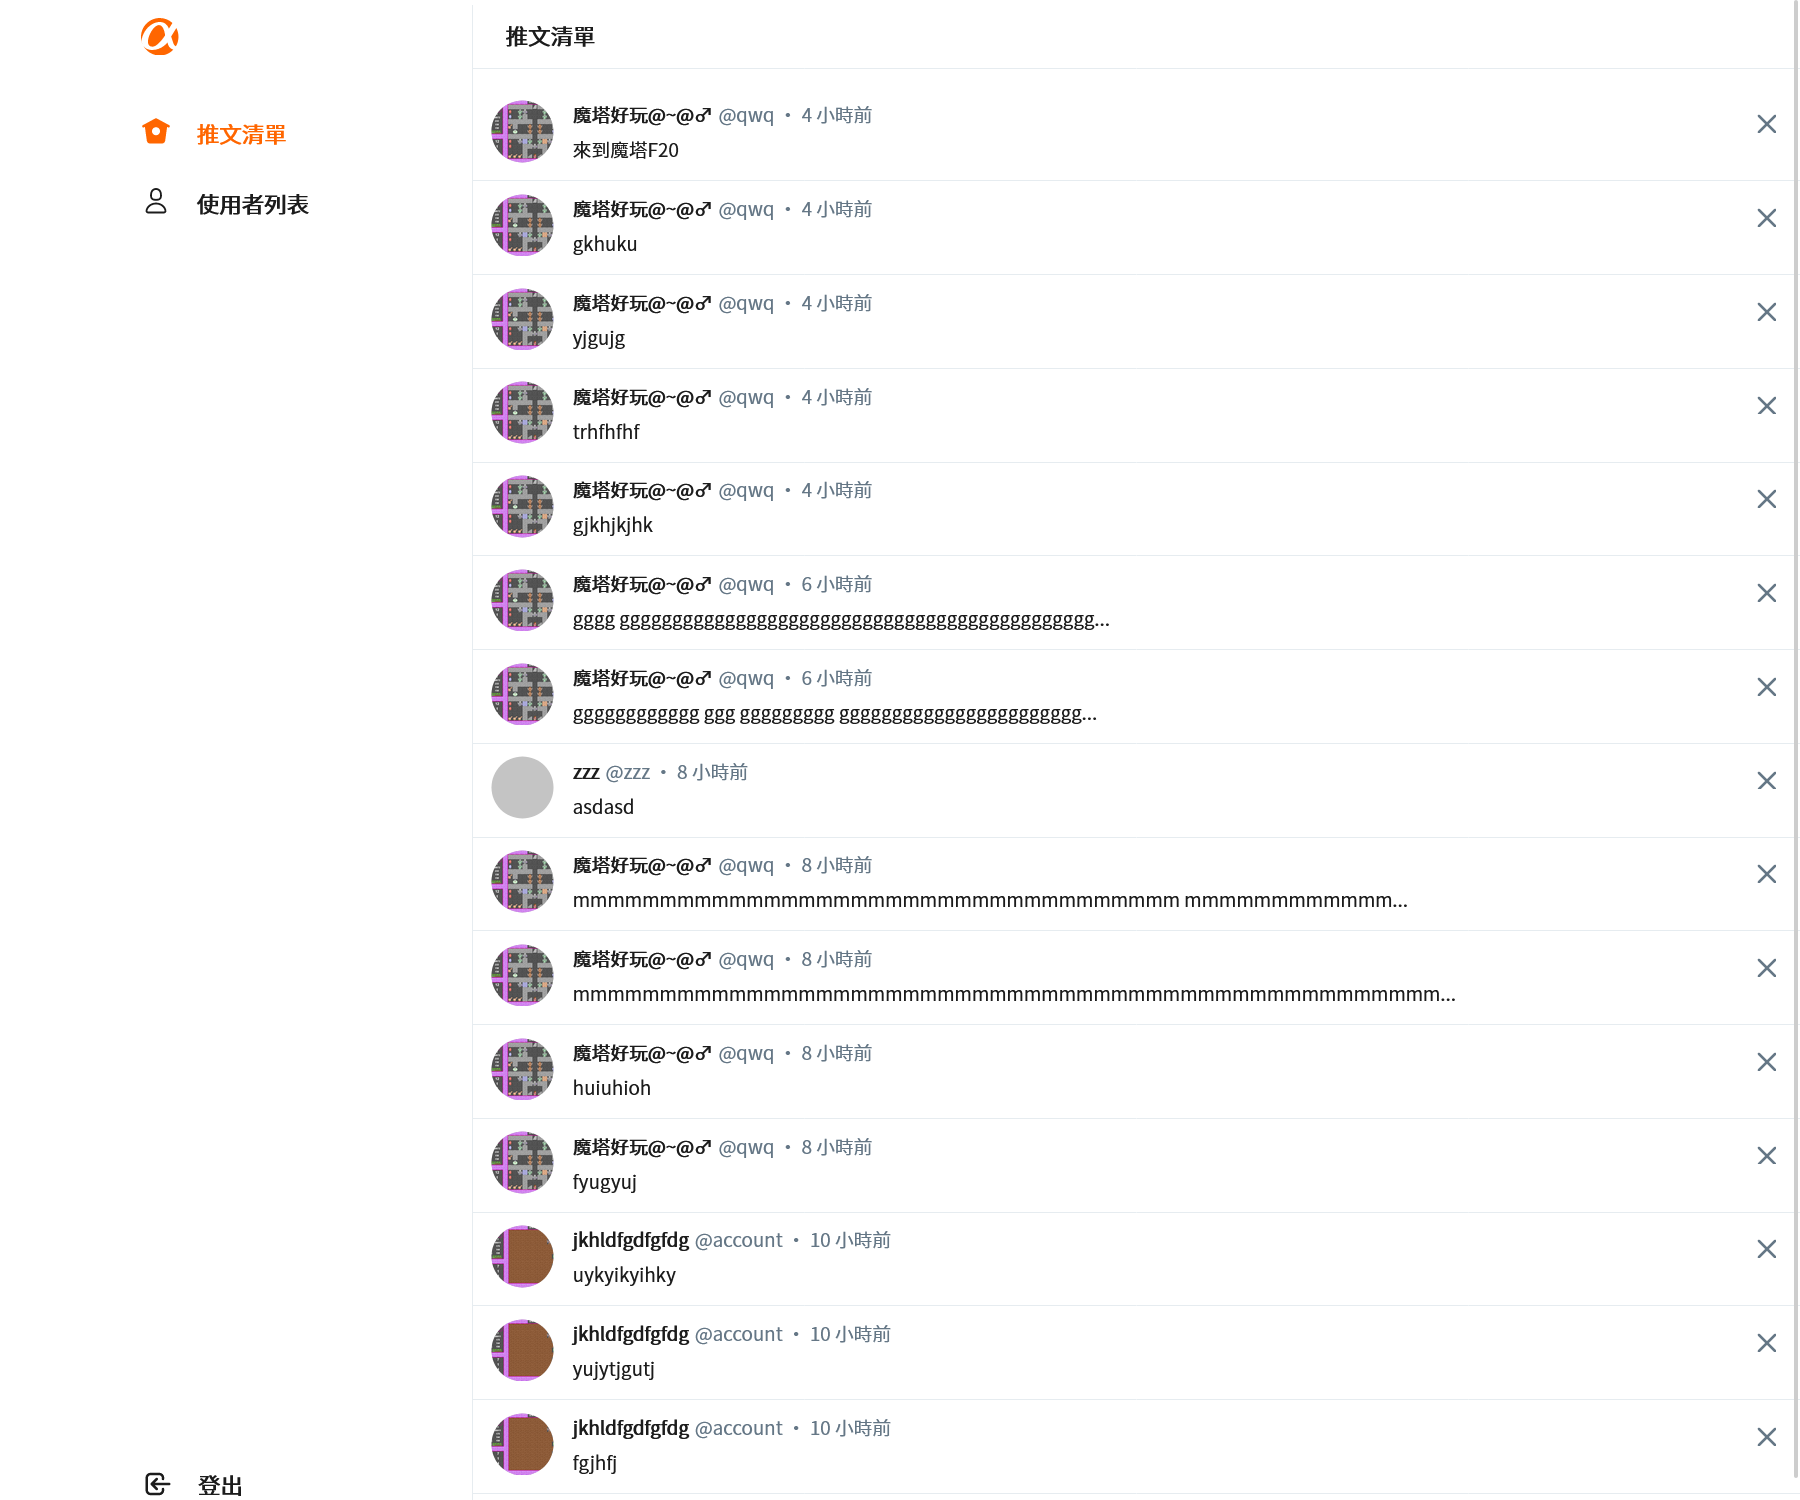 推文清單
使用者列表
登出
推文清單
魔塔好玩@~@♂ @qwq · 4 小時前
來到魔塔F20
魔塔好玩@~@♂ @qwq · 4 小時前
gkhuku
魔塔好玩@~@♂ @qwq · 4 小時前
yjgujg
魔塔好玩@~@♂ @qwq · 4 小時前
trhfhfhf
魔塔好玩@~@♂ @qwq · 4 小時前
gjkhjkjhk
魔塔好玩@~@♂ @qwq · 6 小時前
gggg ggggggggggggggggggggggggggggggggggggggggggggg...
魔塔好玩@~@♂ @qwq · 6 小時前
gggggggggggg ggg ggggggggg ggggggggggggggggggggggg...
zzz @zzz · 8 小時前
asdasd
魔塔好玩@~@♂ @qwq · 8 小時前
mmmmmmmmmmmmmmmmmmmmmmmmmmmmmmmmmmm mmmmmmmmmmmm...
魔塔好玩@~@♂ @qwq · 8 小時前
mmmmmmmmmmmmmmmmmmmmmmmmmmmmmmmmmmmmmmmmmmmmmmmmmm...
魔塔好玩@~@♂ @qwq · 8 小時前
huiuhioh
魔塔好玩@~@♂ @qwq · 8 小時前
fyugyuj
jkhldfgdfgfdg @account · 10 小時前
uykyikyihky
jkhldfgdfgfdg @account · 10 小時前
yujytjgutj
jkhldfgdfgfdg @account · 10 小時前
fgjhfj